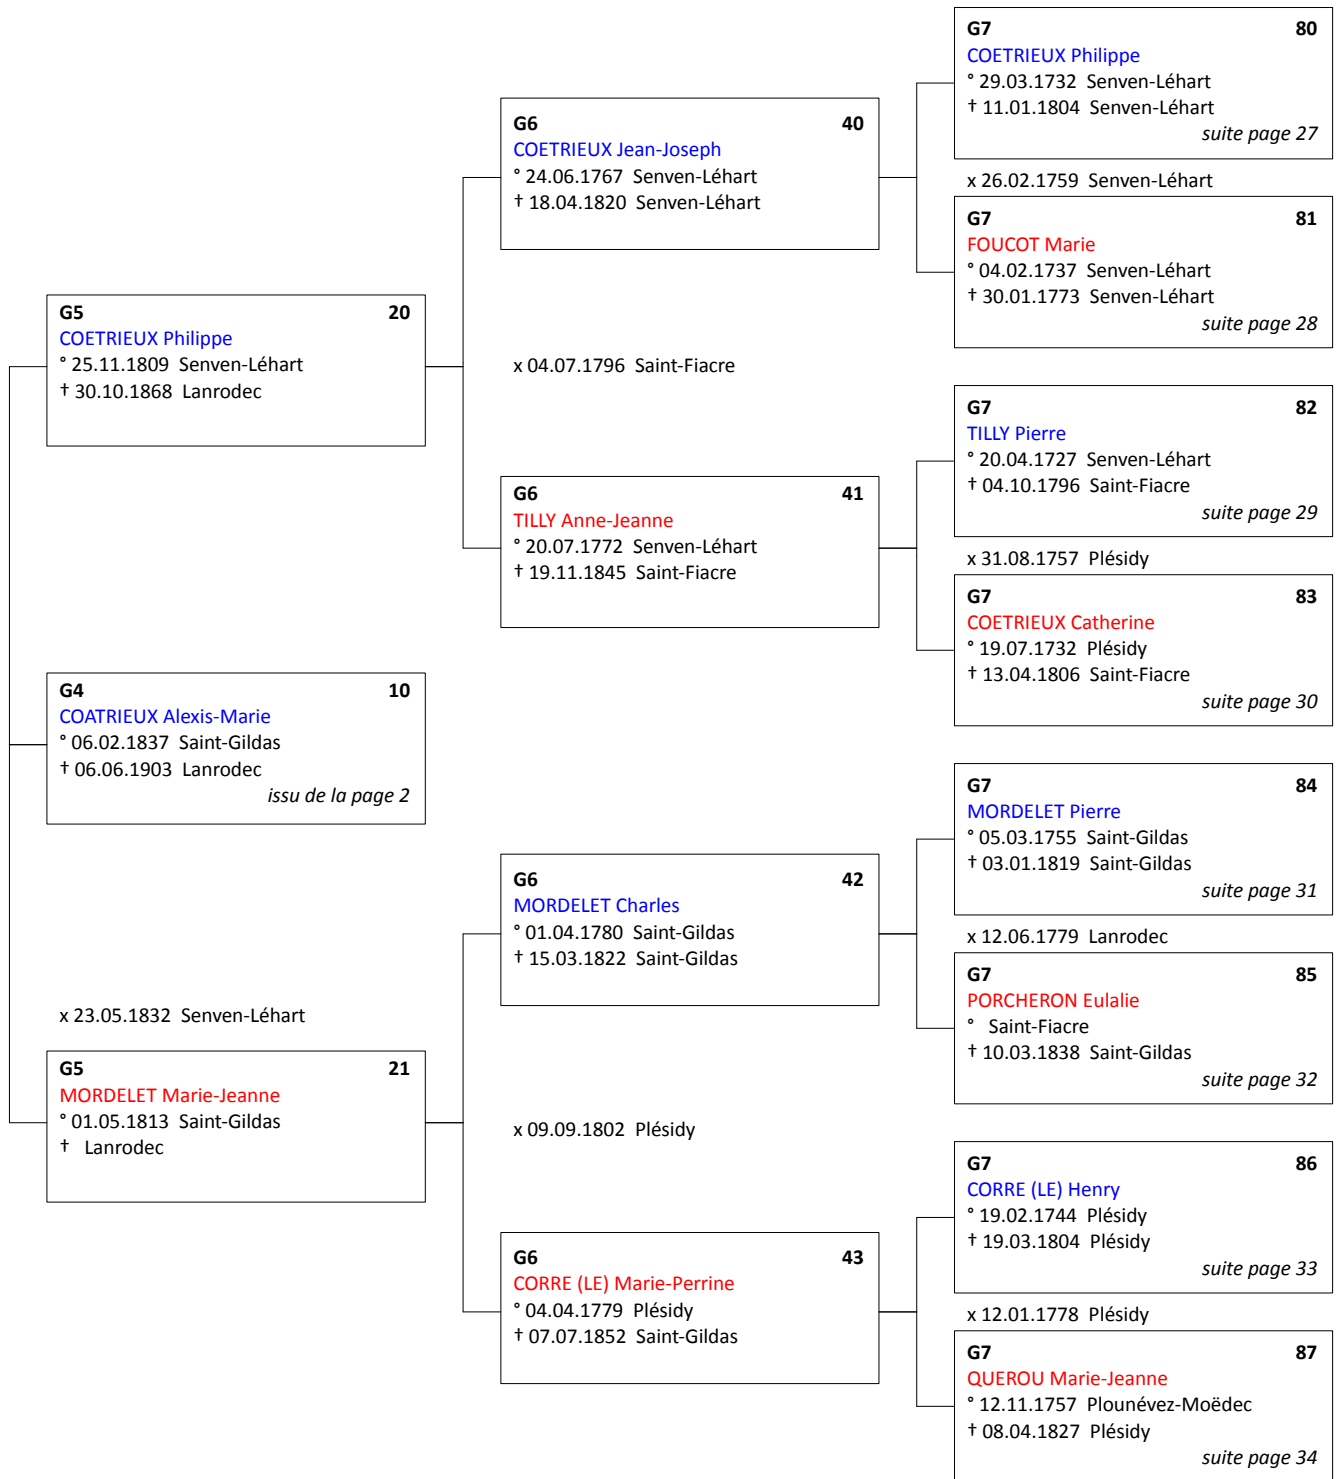 G5 20
COETRIEUX Philippe
° 25.11.1809 Senven-Léhart
† 30.10.1868 Lanrodec
G4 10
COATRIEUX Alexis-Marie
° 06.02.1837 Saint-Gildas
† 06.06.1903 Lanrodec
issu de la page 2
x 23.05.1832 Senven-Léhart
G5 21
MORDELET Marie-Jeanne
° 01.05.1813 Saint-Gildas
† Lanrodec
G6 40
COETRIEUX Jean-Joseph
° 24.06.1767 Senven-Léhart
† 18.04.1820 Senven-Léhart
x 04.07.1796 Saint-Fiacre
G6 41
TILLY Anne-Jeanne
° 20.07.1772 Senven-Léhart
† 19.11.1845 Saint-Fiacre
G6 42
MORDELET Charles
° 01.04.1780 Saint-Gildas
† 15.03.1822 Saint-Gildas
x 09.09.1802 Plésidy
G6 43
CORRE (LE) Marie-Perrine
° 04.04.1779 Plésidy
† 07.07.1852 Saint-Gildas
G7 80
COETRIEUX Philippe
° 29.03.1732 Senven-Léhart
† 11.01.1804 Senven-Léhart
suite page 27
x 26.02.1759 Senven-Léhart
G7 81
FOUCOT Marie
° 04.02.1737 Senven-Léhart
† 30.01.1773 Senven-Léhart
suite page 28
G7 82
TILLY Pierre
° 20.04.1727 Senven-Léhart
† 04.10.1796 Saint-Fiacre
suite page 29
x 31.08.1757 Plésidy
G7 83
COETRIEUX Catherine
° 19.07.1732 Plésidy
† 13.04.1806 Saint-Fiacre
suite page 30
G7 84
MORDELET Pierre
° 05.03.1755 Saint-Gildas
† 03.01.1819 Saint-Gildas
suite page 31
x 12.06.1779 Lanrodec
G7 85
PORCHERON Eulalie
° Saint-Fiacre
† 10.03.1838 Saint-Gildas
suite page 32
G7 86
CORRE (LE) Henry
° 19.02.1744 Plésidy
† 19.03.1804 Plésidy
suite page 33
x 12.01.1778 Plésidy
G7 87
QUEROU Marie-Jeanne
° 12.11.1757 Plounévez-Moëdec
† 08.04.1827 Plésidy
suite page 34